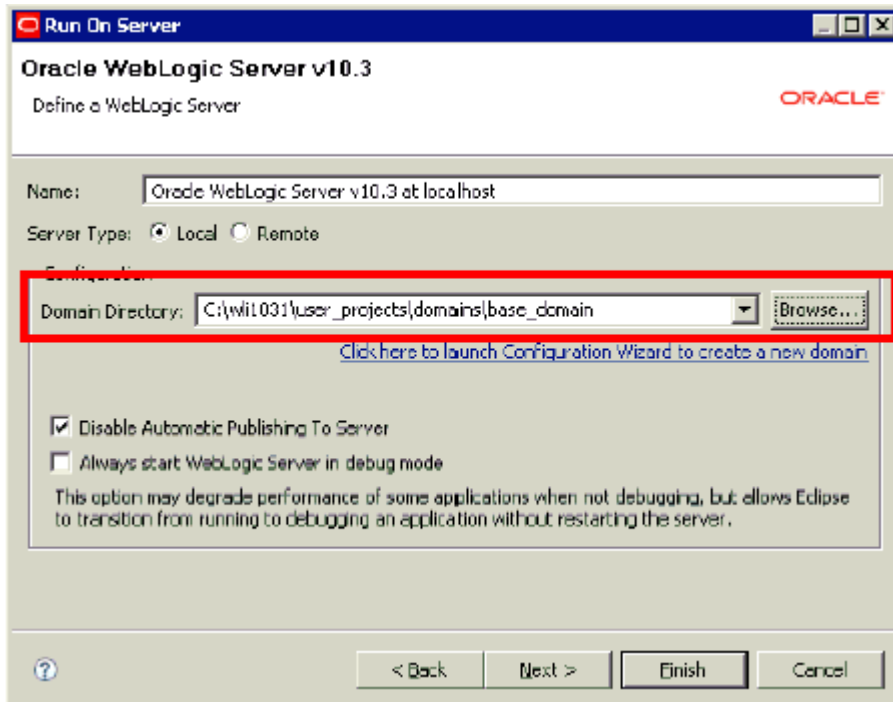 Run On Server
Oracle WebLogic Server v10.3
Define a WebLogic Server
ORACLE
Name: Oracle WebLogic Server v10.3 at localhost
Server Type: Local Remote
Configuration
Domain Directory: C:\wli1031\user_projects\domains\base_domain Browse...
Click here to launch Configuration Wizard to create a new domain
Disable Automatic Publishing To Server
Always start WebLogic Server in debug mode
This option may degrade performance of some applications when not debugging, but allows Eclipse
to transition from running to debugging an application without restarting the server.
? < Back Next > Finish Cancel